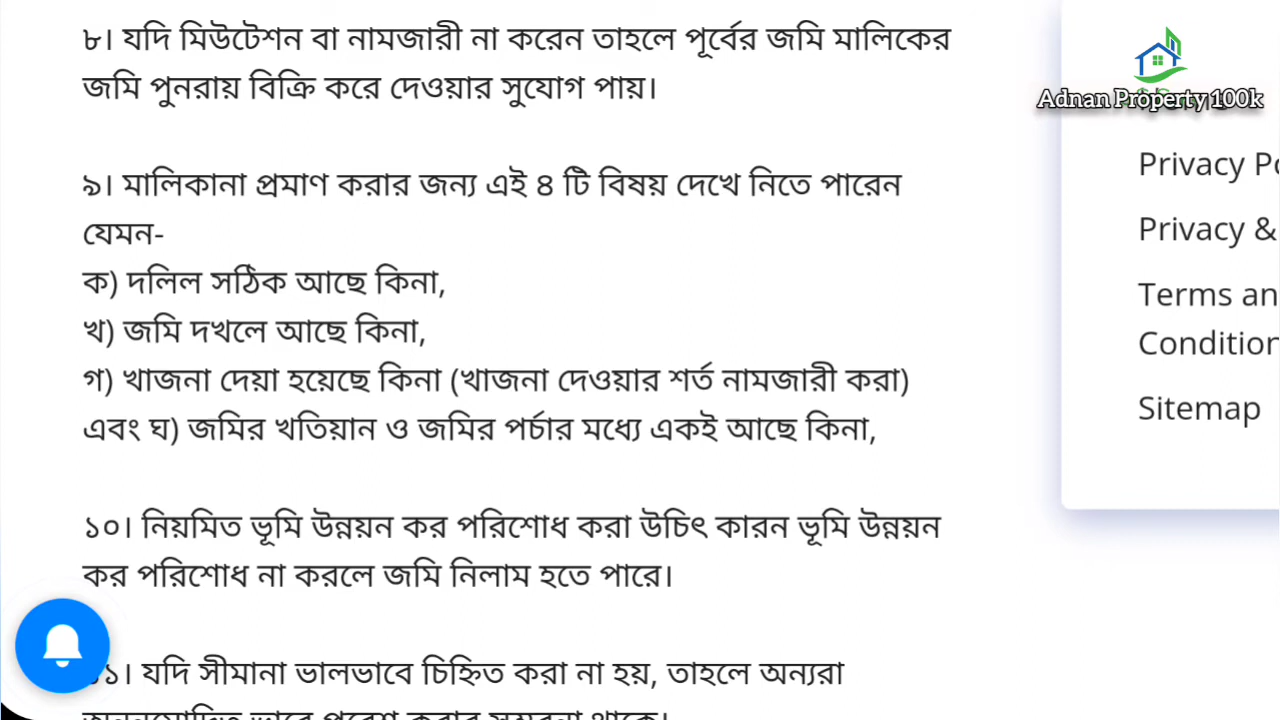 ৮। যদি মিউটেশন বা নামজারী না করেন তাহলে পূর্বের জমি মালিকের
জমি পুনরায় বিক্রি করে দেওয়ার সুযোগ পায়।
৯। মালিকানা প্রমাণ করার জন্য এই ৪ টি বিষয় দেখে নিতে পারেন
যেমন-
ক) দলিল সঠিক আছে কিনা,
খ) জমি দখলে আছে কিনা,
গ) খাজনা দেয়া হয়েছে কিনা (খাজনা দেওয়ার শর্ত নামজারী করা)
এবং ঘ) জমির খতিয়ান ও জমির পর্চার মধ্যে একই আছে কিনা,
১০। নিয়মিত ভূমি উন্নয়ন কর পরিশোধ করা উচিৎ কারন ভূমি উন্নয়ন
কর পরিশোধ না করলে জমি নিলাম হতে পারে।
১১। যদি সীমানা ভালভাবে চিহ্নিত করা না হয়, তাহলে অন্যরা
Adnan Property 100k
Privacy Po
Privacy &
Terms an
Condition
Sitemap